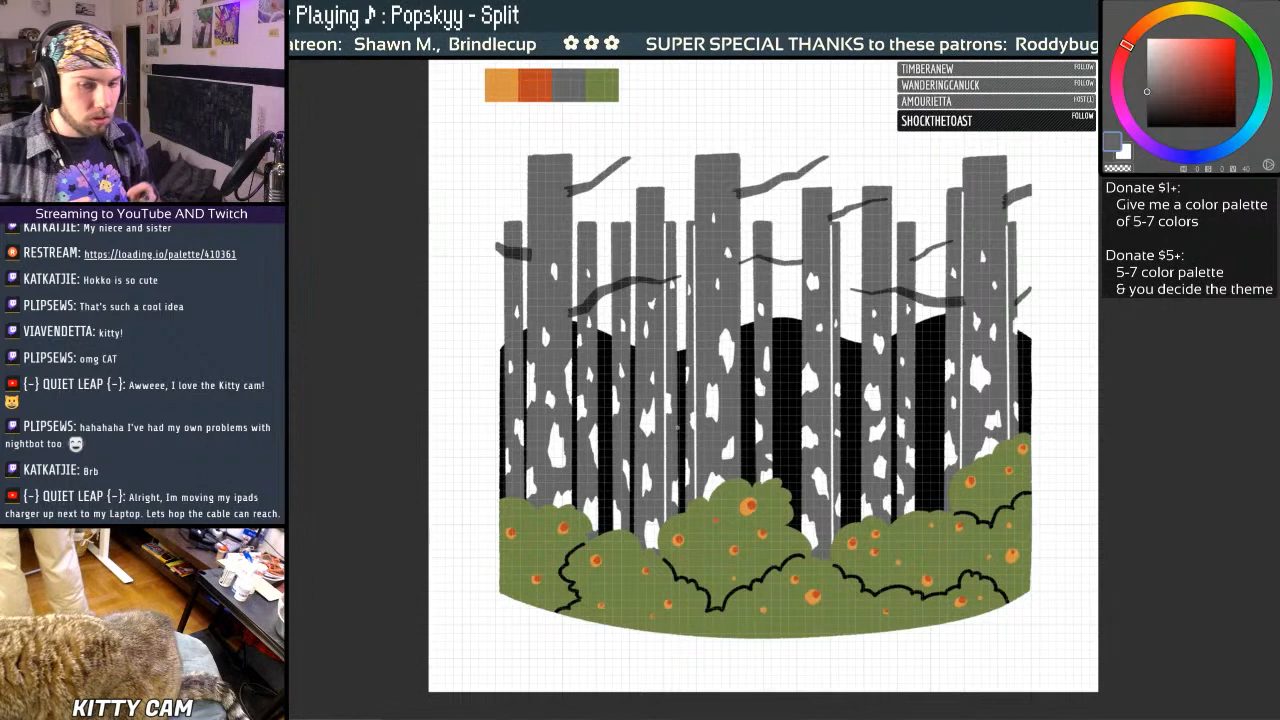 Playing ♪ : Popskyy - Split
atreon: Shawn M., Brindlecup ✿ ✿ ✿ SUPER SPECIAL THANKS to these patrons: Roddybug
TIMBERANEW FOLLOW
WANDERINGCANUCK FOLLOW
AMOURIETTA HOST(1)
SHOCKTHETOAST FOLLOW
Donate $1+:
Give me a color palette
of 5-7 colors
Donate $5+:
5-7 color palette
& you decide the theme
Streaming to YouTube AND Twitch
KATKATJIE: My niece and sister
RESTREAM: https://loading.io/palette/410361
KATKATJIE: Hokko is so cute
PLIPSEWS: That's such a cool idea
VIAVENDETTA: kitty!
PLIPSEWS: omg CAT
{-} QUIET LEAP {-}: Awweee, I love the Kitty cam!
PLIPSEWS: hahahaha I've had my own problems with
nightbot too
KATKATJIE: Brb
{-} QUIET LEAP {-}: Alright, Im moving my ipads
charger up next to my Laptop. Lets hop the cable can reach.
KITTY CAM